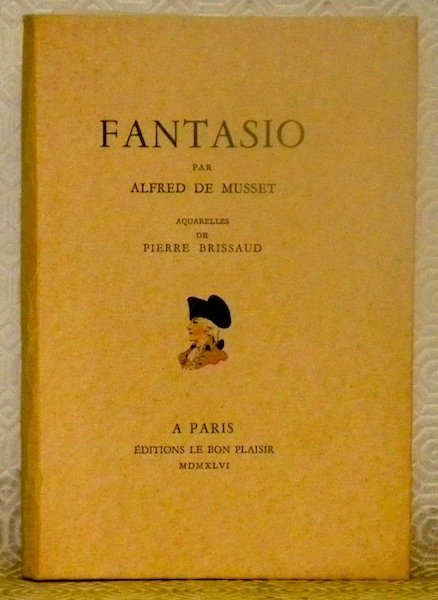 FANTASIO
PAR
ALFRED DE MUSSET
AQUARELLES
DE
PIERRE BRISSAUD
A PARIS
ÉDITIONS LE BON PLAISIR
MDMXLVI